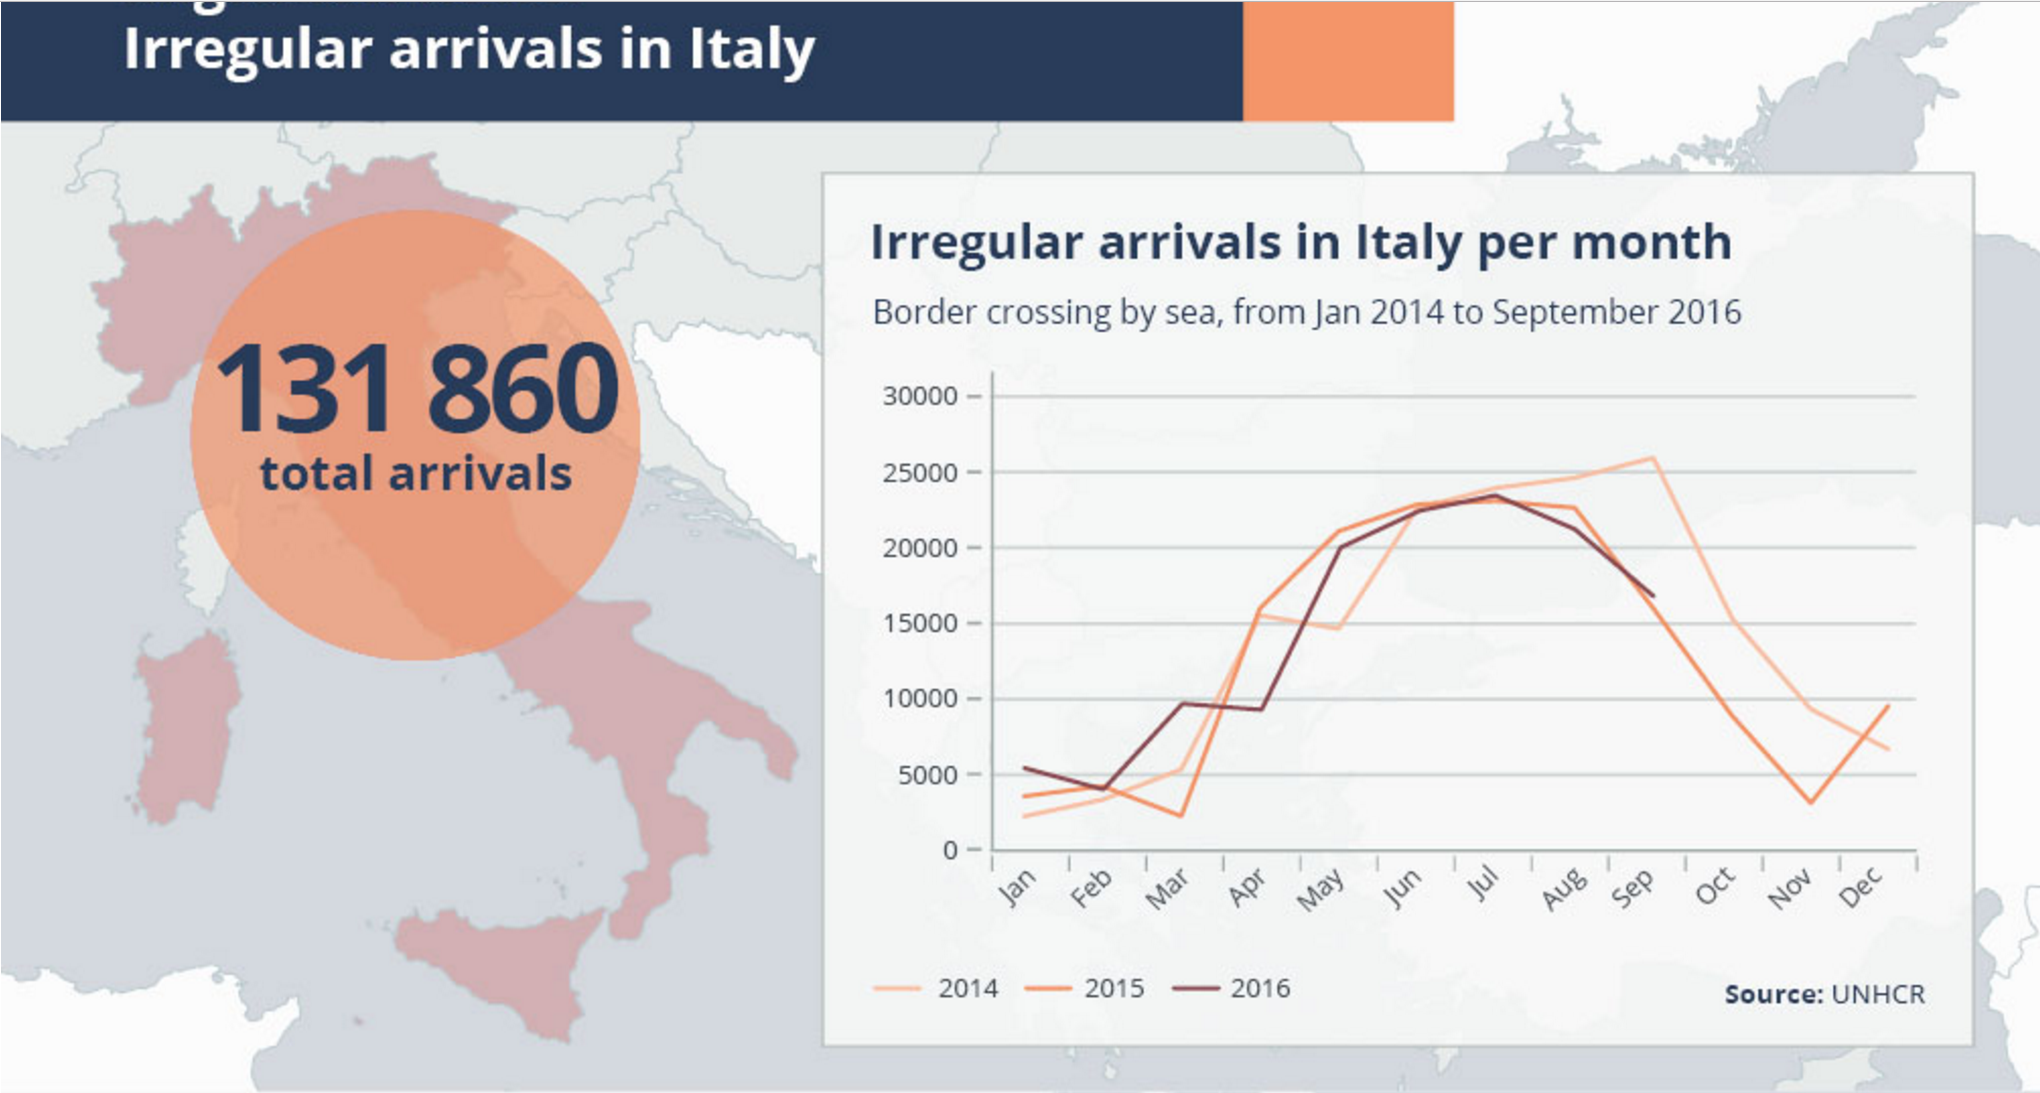 Irregular arrivals in Italy
131 860
total arrivals
Irregular arrivals in Italy per month
Border crossing by sea, from Jan 2014 to September 2016
30000
25000
20000
15000
10000
5000
0
Jan Feb Mar Apr May Jun Jul Aug Sep Oct Nov Dec
2014 2015 2016
Source: UNHCR